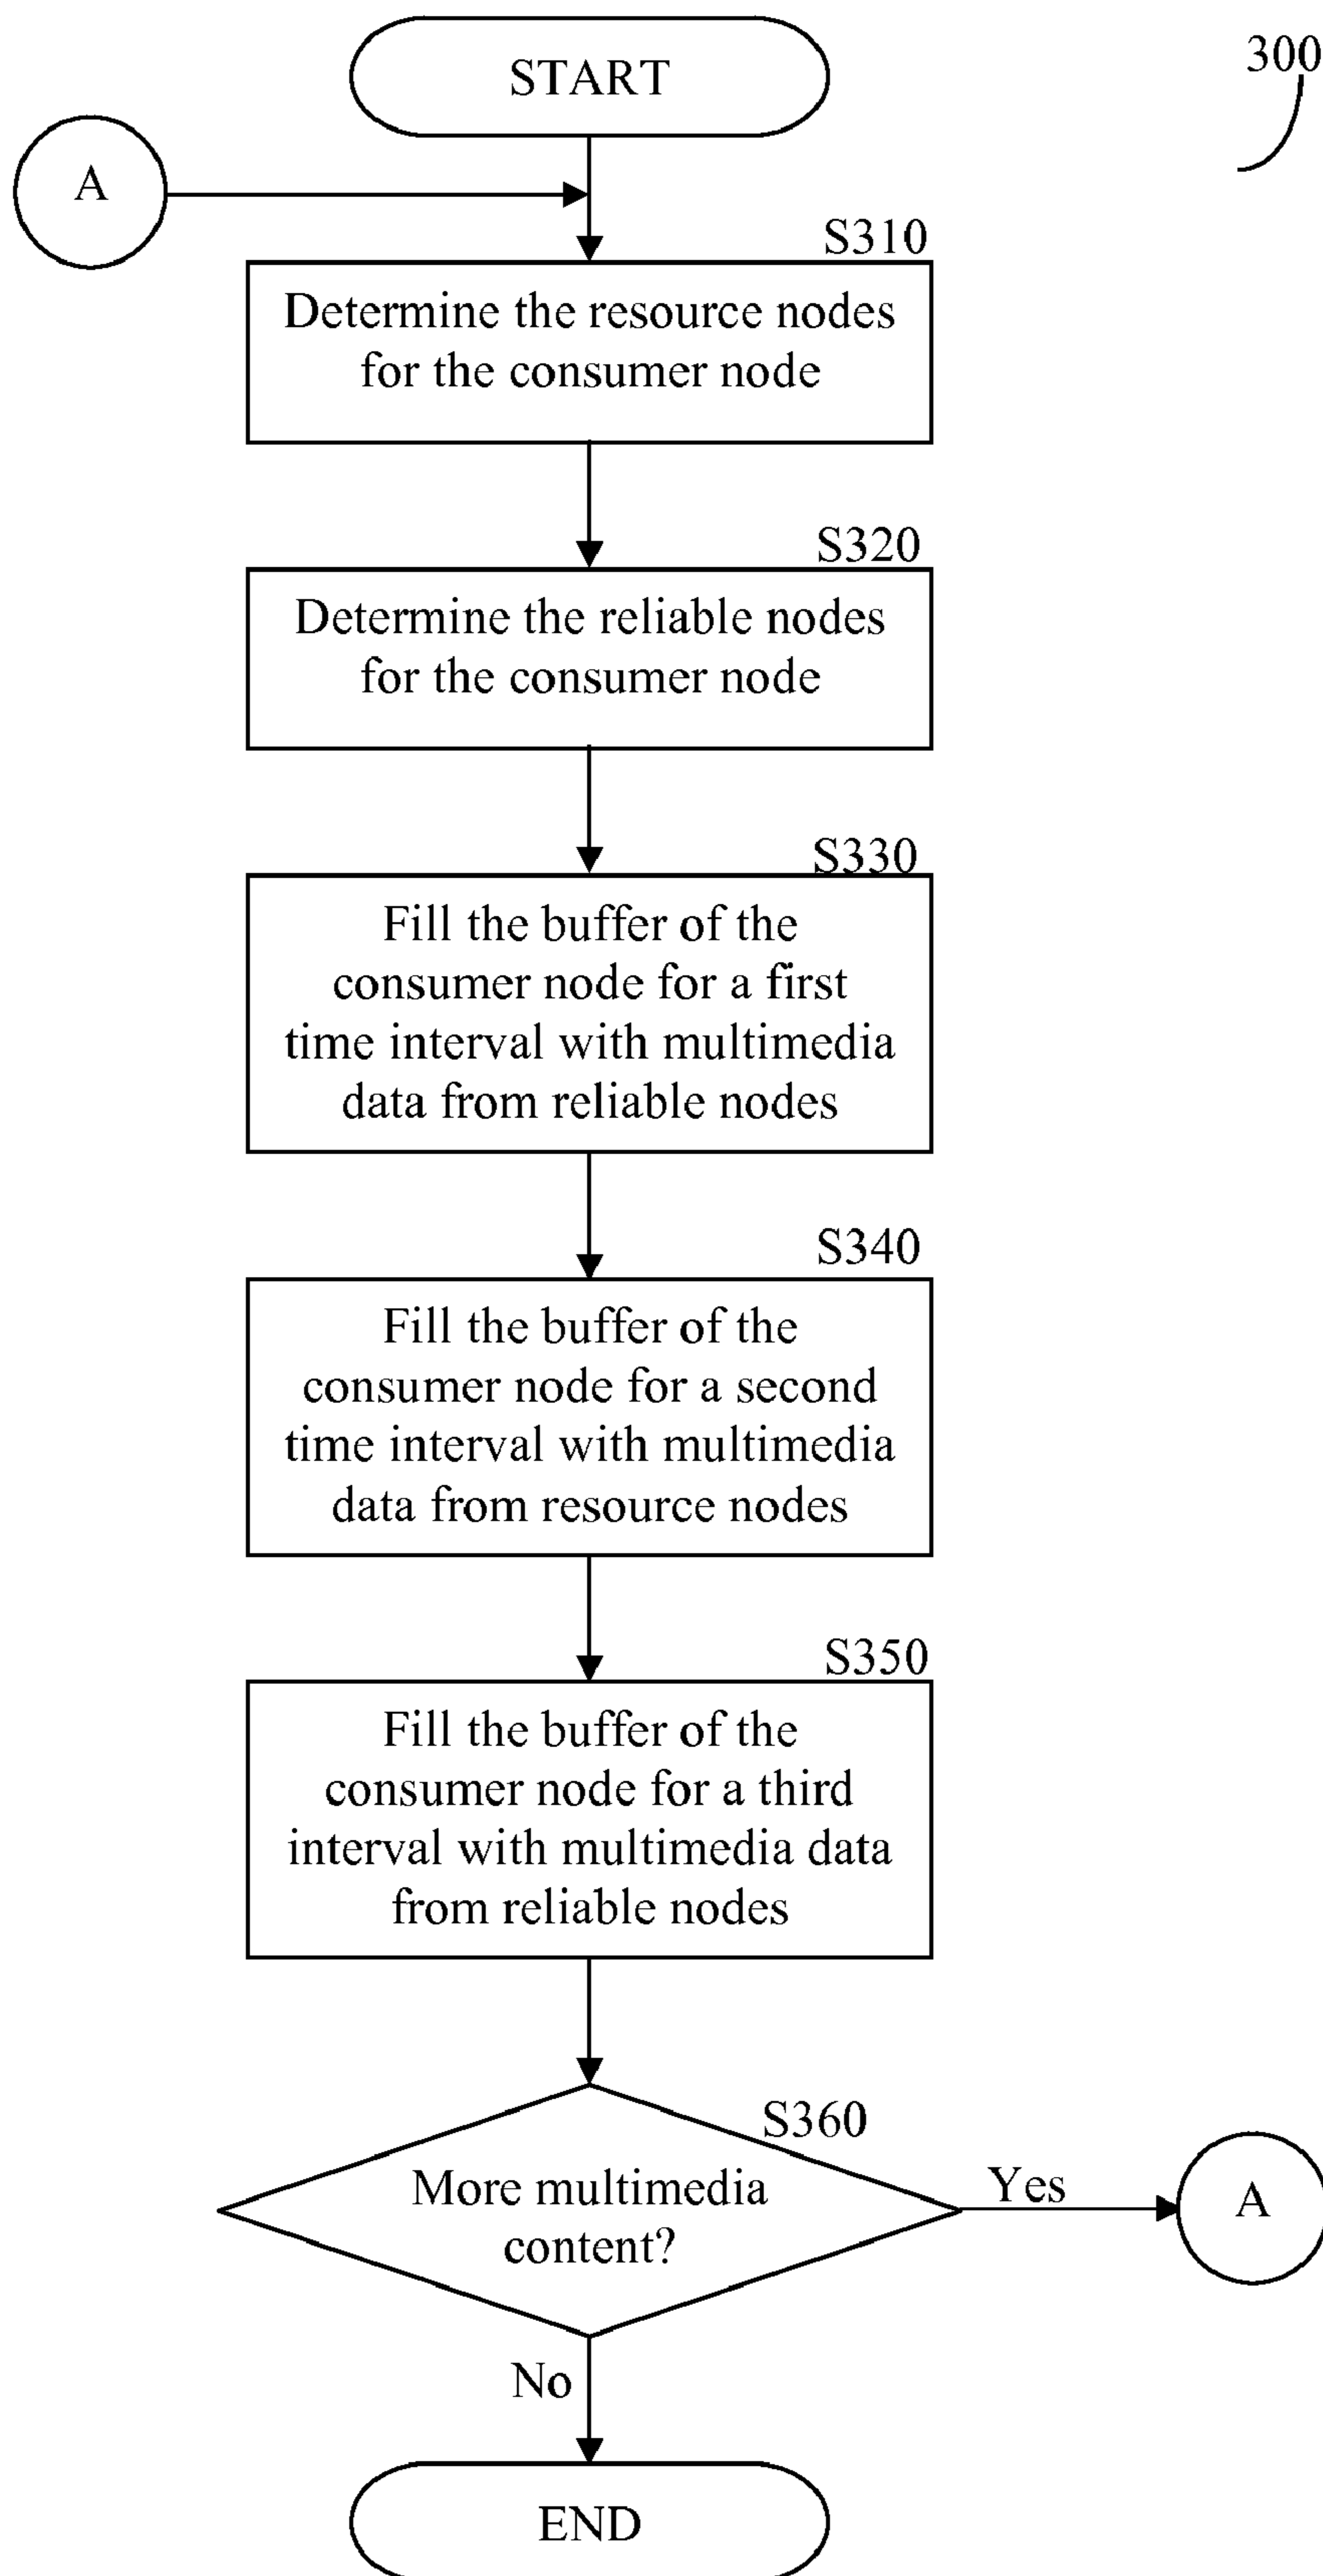 START
300
A
S310
Determine the resource nodes
for the consumer node
S320
Determine the reliable nodes
for the consumer node
S330
Fill the buffer of the
consumer node for a first
time interval with multimedia
data from reliable nodes
S340
Fill the buffer of the
consumer node for a second
time interval with multimedia
data from resource nodes
S350
Fill the buffer of the
consumer node for a third
interval with multimedia data
from reliable nodes
S360
More multimedia
content?
Yes
A
No
END